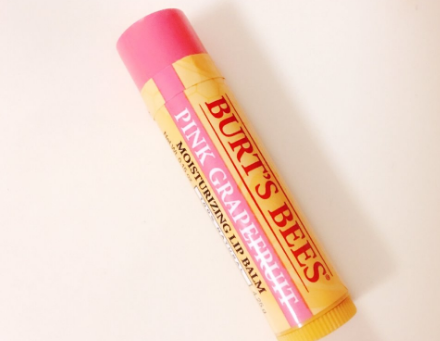 BURT'S BEES®
PINK GRAPEFRUIT
MOISTURIZING LIP BALM